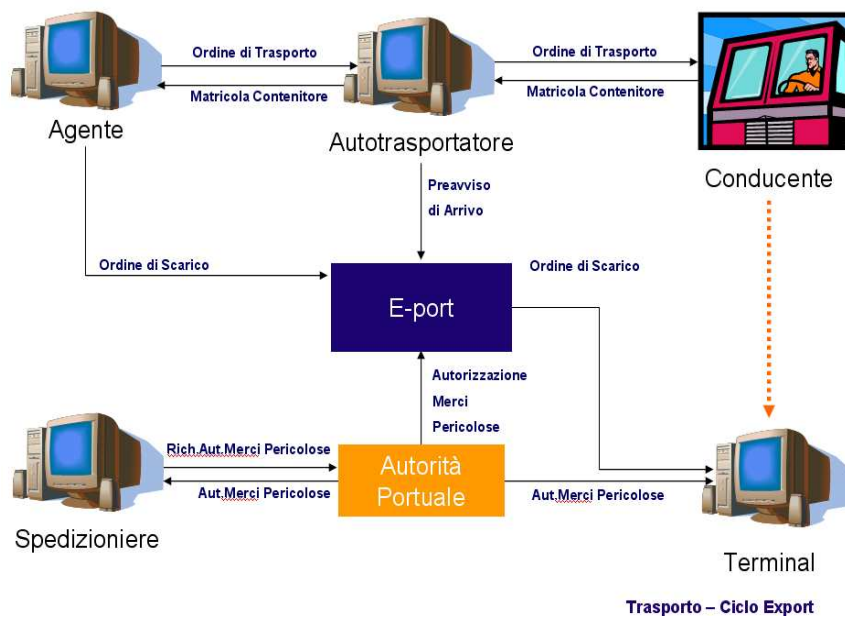 Ordine di Trasporto
Ordine di Trasporto
Matricola Contenitore
Matricola Contenitore
Agente
Autotrasportatore
Conducente
Preavviso
di Arrivo
Ordine di Scarico
Ordine di Scarico
E-port
Autorizzazione
Merci
Pericolose
Rich.Aut.Merci Pericolose
Autorità
Portuale
Aut.Merci Pericolose
Aut.Merci Pericolose
Spedizioniere
Terminal
Trasporto – Ciclo Export